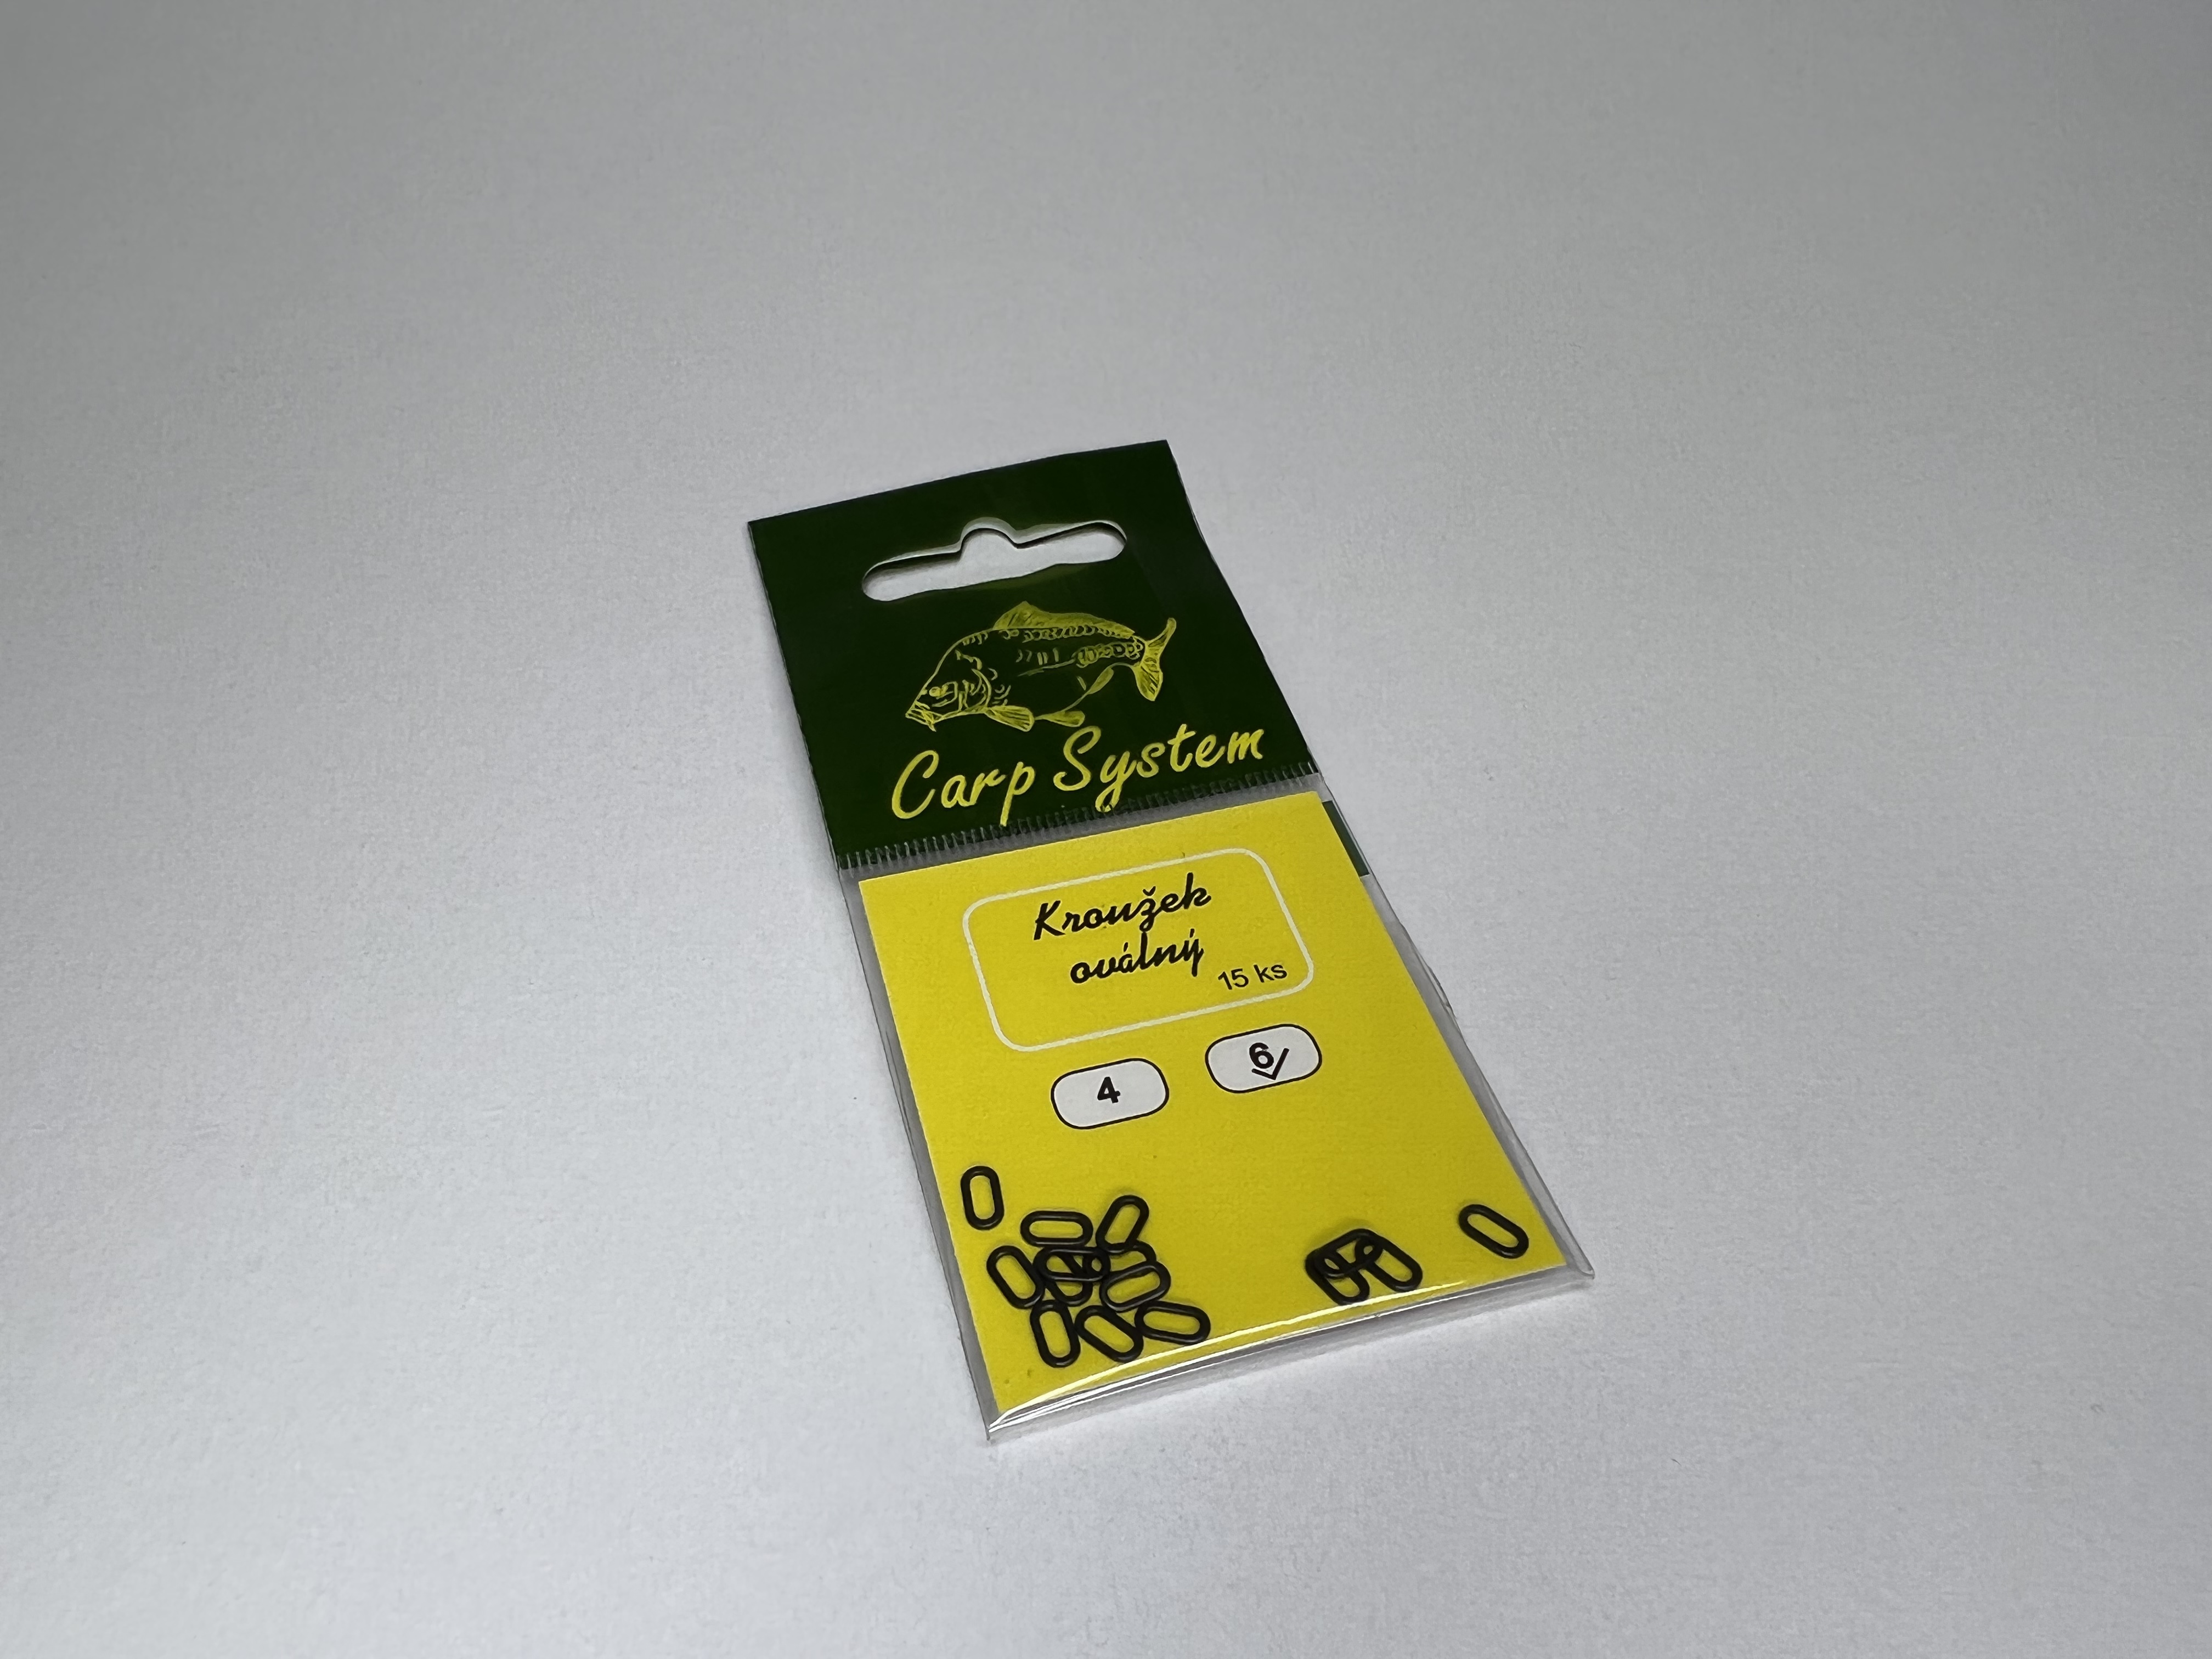 Carp System
Kroužek
oválný
15 ks
4
6